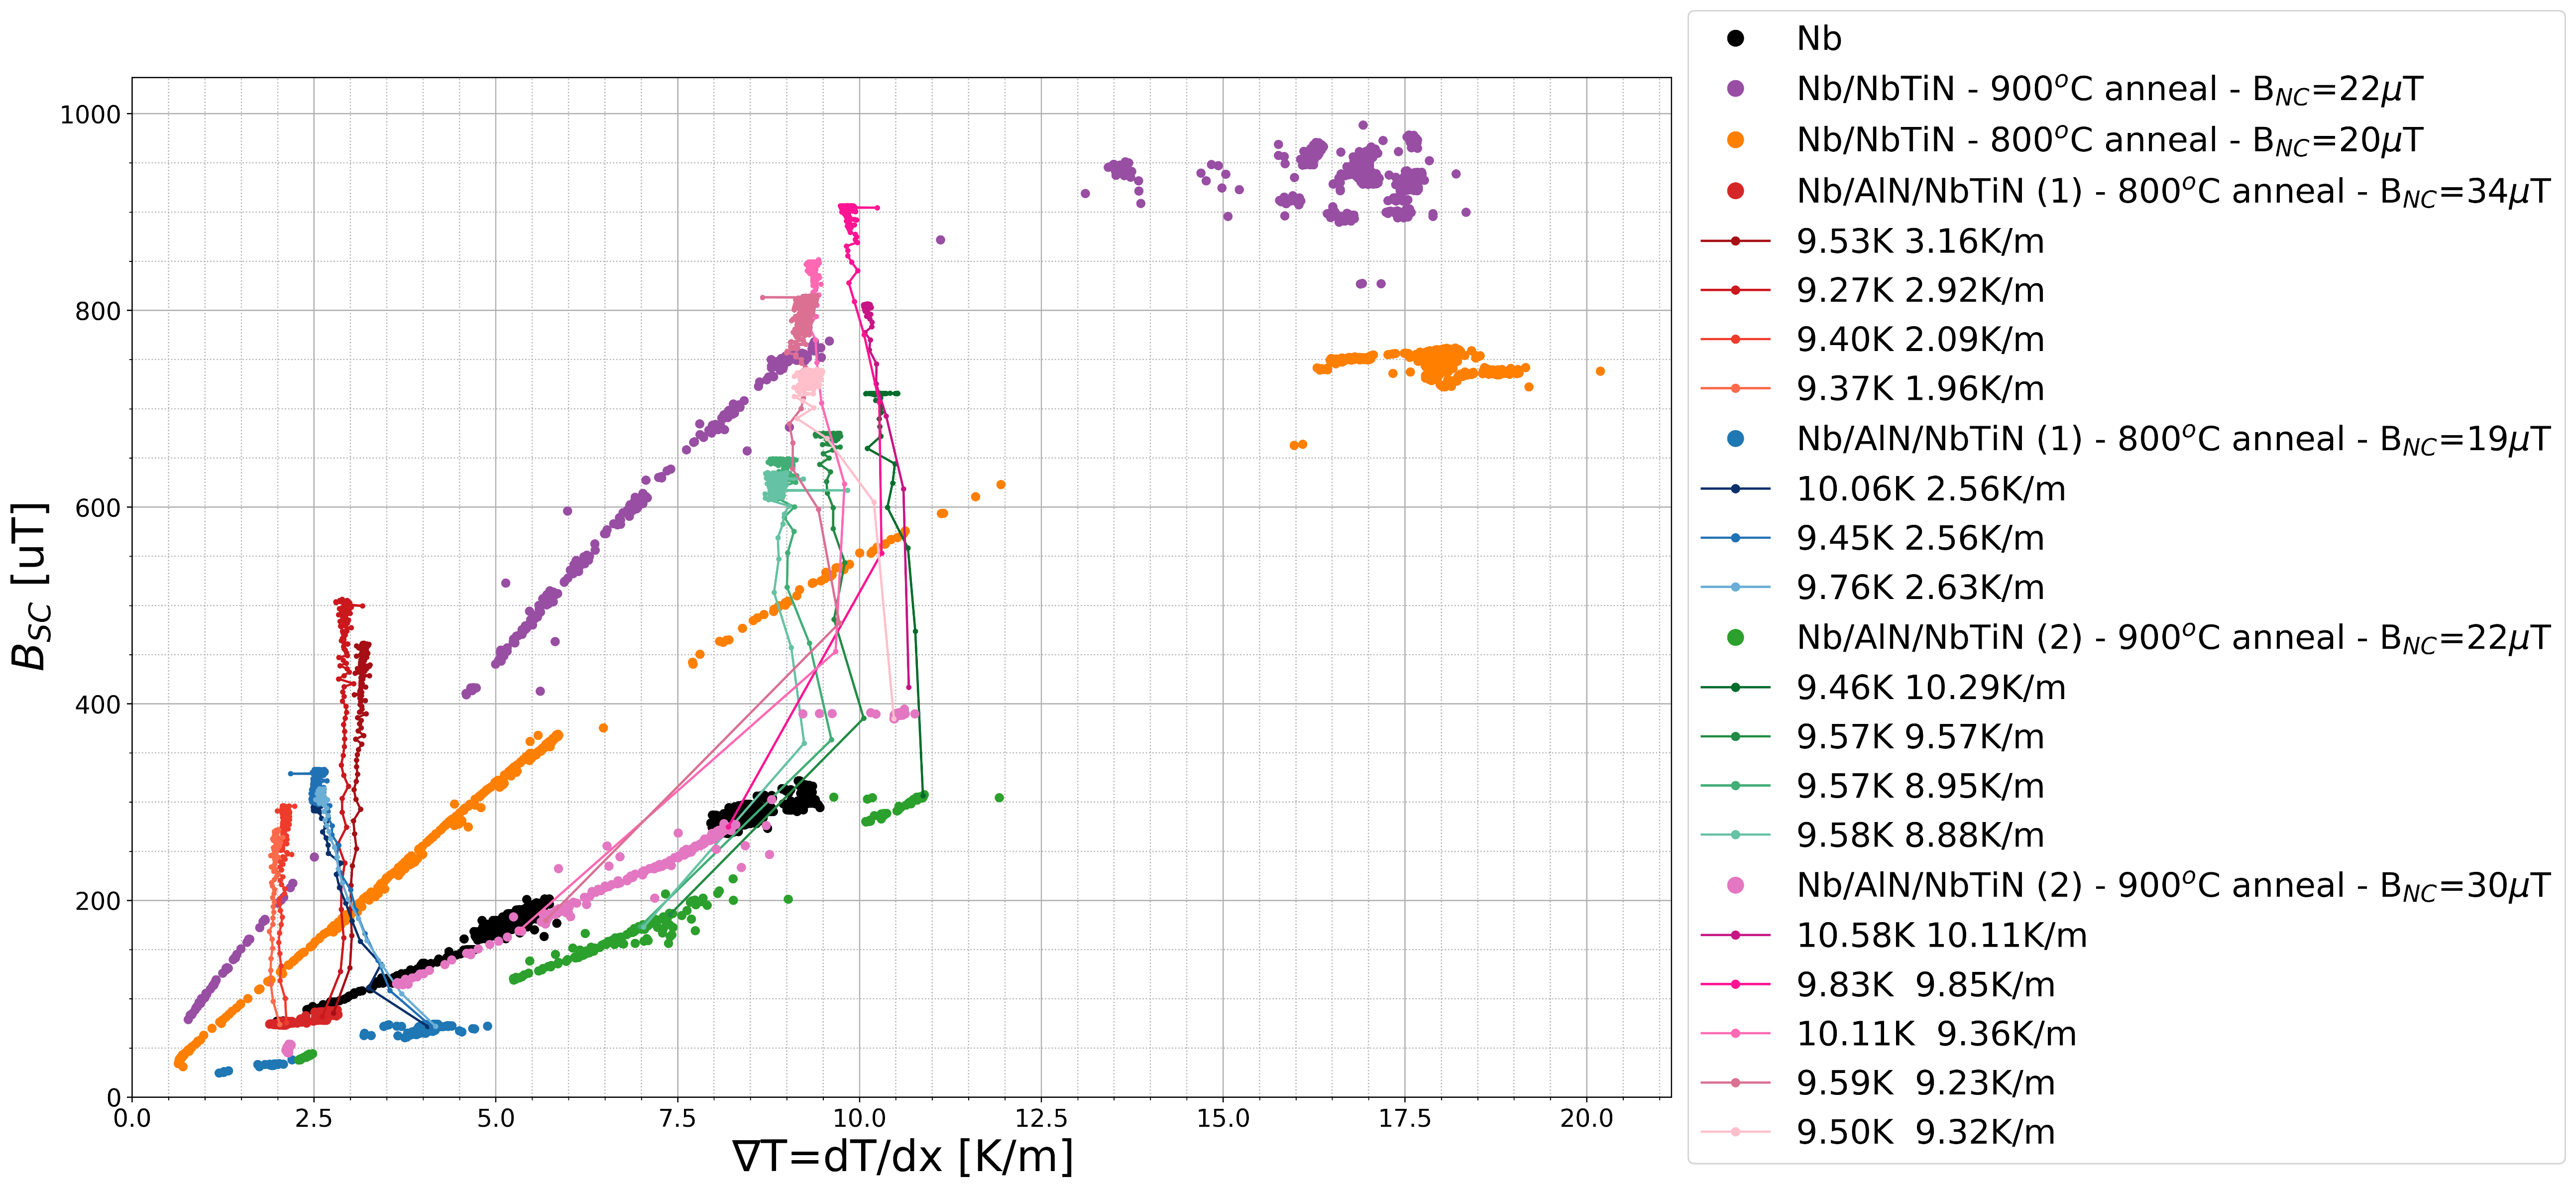 Nb
Nb/NbTiN - 900°C anneal - B_NC=22μT
Nb/NbTiN - 800°C anneal - B_NC=20μT
Nb/AlN/NbTiN (1) - 800°C anneal - B_NC=34μT
9.53K 3.16K/m
9.27K 2.92K/m
9.40K 2.09K/m
9.37K 1.96K/m
Nb/AlN/NbTiN (1) - 800°C anneal - B_NC=19μT
10.06K 2.56K/m
9.45K 2.56K/m
9.76K 2.63K/m
Nb/AlN/NbTiN (2) - 900°C anneal - B_NC=22μT
9.46K 10.29K/m
9.57K 9.57K/m
9.57K 8.95K/m
9.58K 8.88K/m
Nb/AlN/NbTiN (2) - 900°C anneal - B_NC=30μT
10.58K 10.11K/m
9.83K  9.85K/m
10.11K  9.36K/m
9.59K  9.23K/m
9.50K  9.32K/m
B_SC [uT]
1000
800
600
400
200
0
0.0 2.5 5.0 7.5 10.0 12.5 15.0 17.5 20.0
∇T=dT/dx [K/m]